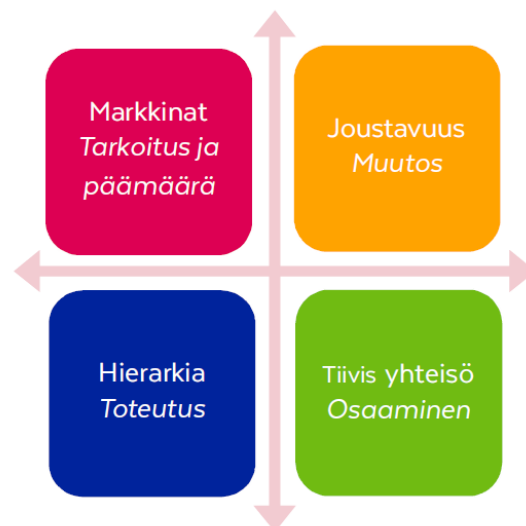 Markkinat
Tarkoitus ja
päämäärä
Joustavuus
Muutos
Hierarkia
Toteutus
Tiivis yhteisö
Osaaminen